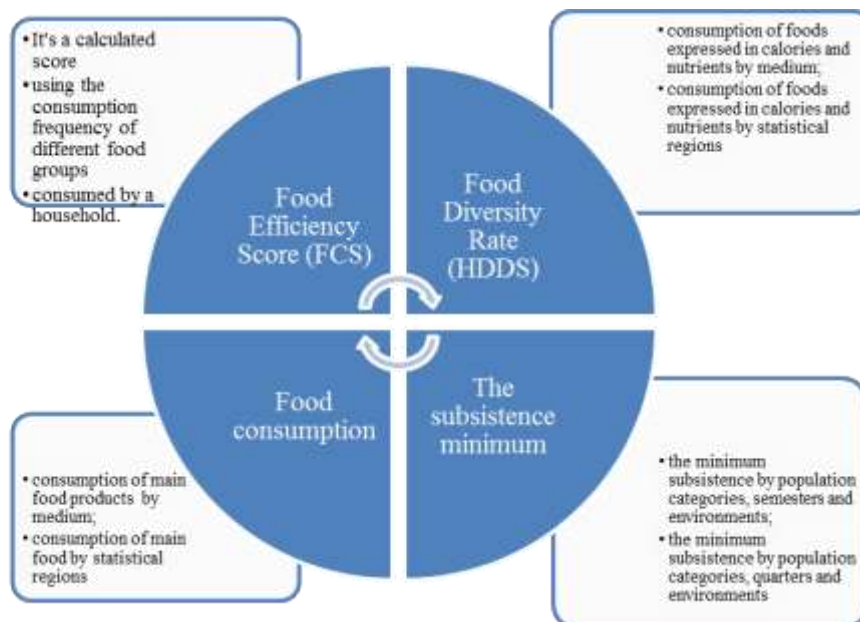 • It's a calculated
score
• using the
consumption
frequency of
different food
groups
• consumed by a
household.
• consumption of foods
expressed in calories and
nutrients by medium;
• consumption of foods
expressed in calories and
nutrients by statistical
regions
Food
Efficiency
Score (FCS)
Food
Diversity
Rate
(HDDS)
Food
consumption
The
subsistence
minimum
• consumption of main
food products by
medium;
• consumption of main
food by statistical
regions
• the minimum
subsistence by population
categories, semesters and
environments;
• the minimum
subsistence by population
categories, quarters and
environments